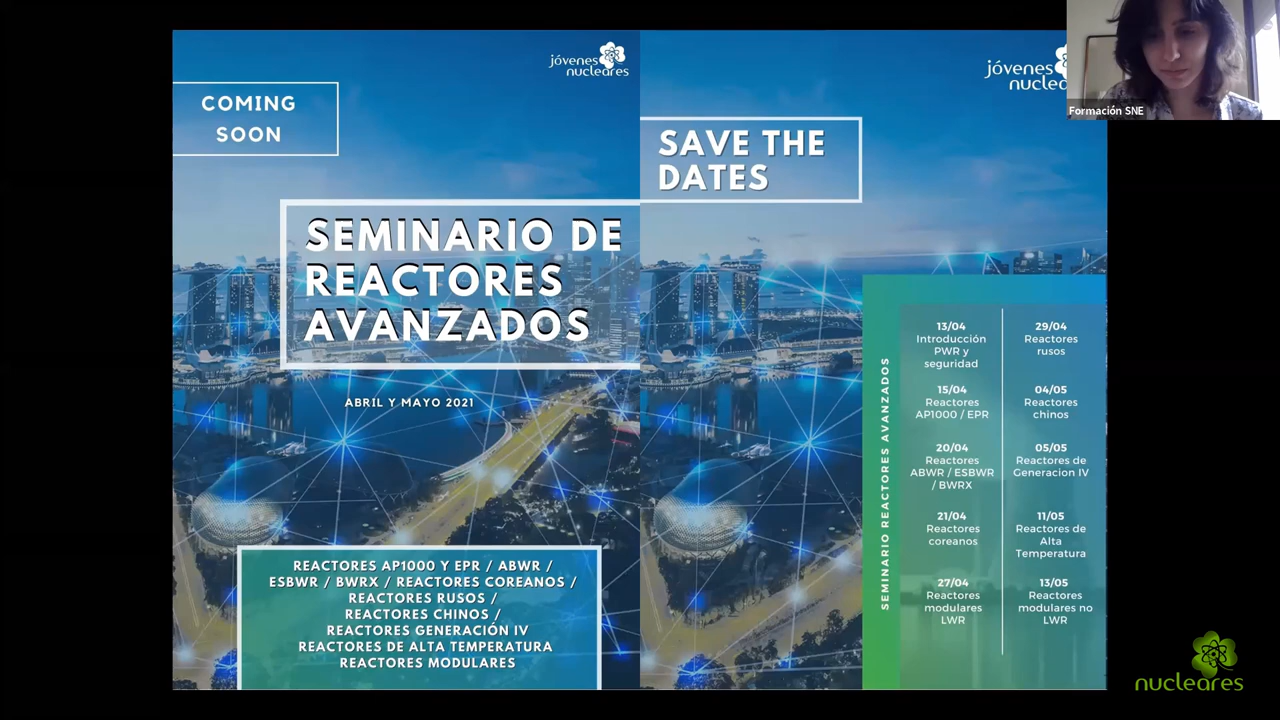 jóvenes
nucleares
COMING
SOON
SEMINARIO DE
REACTORES
AVANZADOS
ABRIL Y MAYO 2021
REACTORES AP1000 Y EPR / ABWR /
ESBWR / BWRX / REACTORES COREANOS /
REACTORES RUSOS /
REACTORES CHINOS /
REACTORES GENERACIÓN IV
REACTORES DE ALTA TEMPERATURA
REACTORES MODULARES
jóvenes
nuclea
SAVE THE
DATES
SEMINARIO REACTORES AVANZADOS
13/04
Introducción
PWR y
seguridad
15/04
Reactores
AP1000 / EPR
20/04
Reactores
ABWR / ESBWR
/ BWRX
21/04
Reactores
coreanos
27/04
Reactores
modulares
LWR
29/04
Reactores
rusos
04/05
Reactores
chinos
05/05
Reactores de
Generacion IV
11/05
Reactores de
Alta
Temperatura
13/05
Reactores
modulares no
LWR
Formación SNE
nucleares